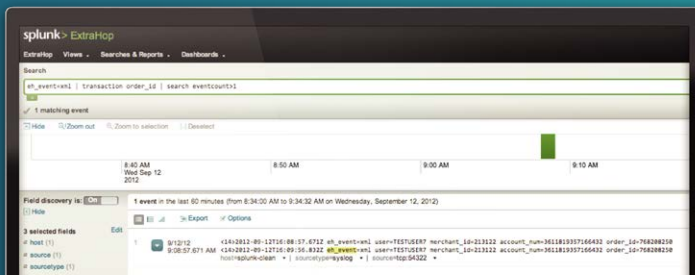 splunk> ExtraHop
ExtraHop Views Searches & Reports Dashboards
Search
eh_event=xml | transaction order_id | search eventcount>1
1 matching event
Hide Zoom out Zoom to selection Deselect
8:40 AM 8:50 AM 9:00 AM 9:10 AM
Wed Sep 12
2012
Field discovery is: On 1 event in the last 60 minutes (from 8:34:00 AM to 9:34:32 AM on Wednesday, September 12, 2012)
Hide
Export Options
3 selected fields Edit
host (1) 1 9/12/12 <14>2012-09-12T16:08:57.671Z eh_event=xml user=TESTUSER7 merchant_id=213122 account_num=3611819357166432 order_id=768208250
9:08:57.671 AM <14>2012-09-12T16:09:56.832Z eh_event=xml user=TESTUSER7 merchant_id=213122 account_num=3611819357166432 order_id=768208250
source (1) host=splunk-clean | sourcetype=syslog | source=tcp:54322
sourcetype (1)